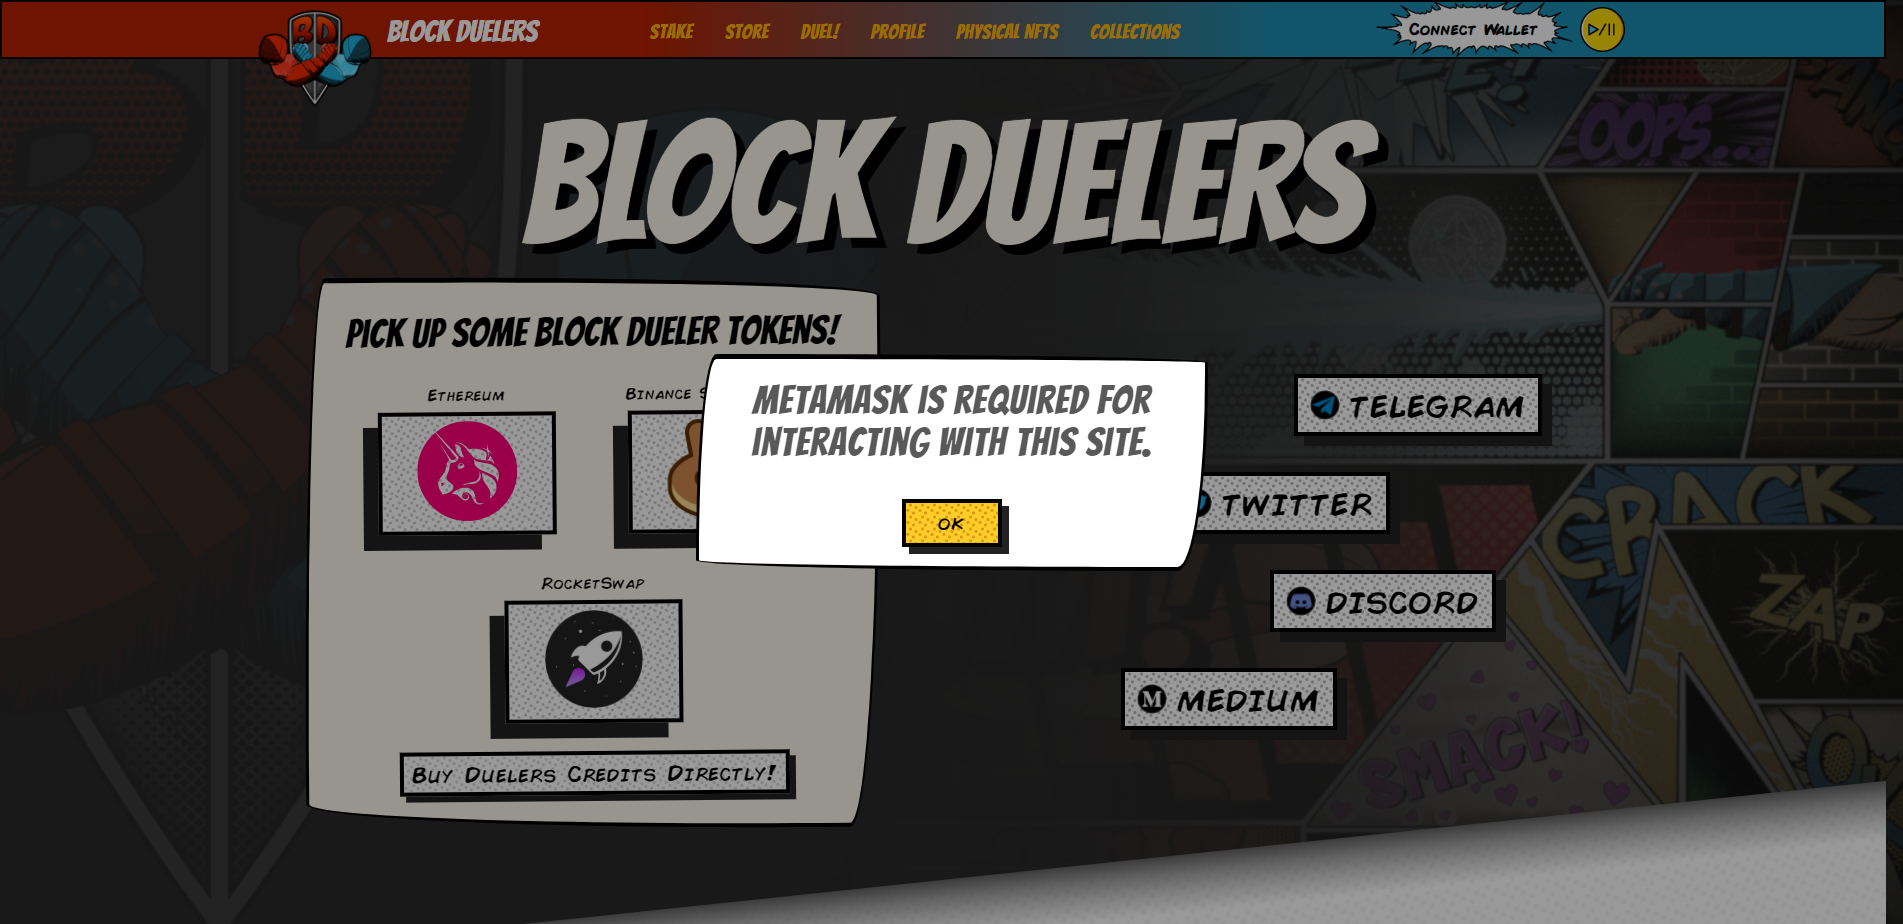 BD
BLOCK DUELERS
STAKE
STORE
DUEL!
PROFILE
PHYSICAL NFTS
COLLECTIONS
CONNECT WALLET
OOPS...
BLOCK DUELERS
PICK UP SOME BLOCK DUELER TOKENS!
ETHEREUM
BINANCE S
METAMASK IS REQUIRED FOR
INTERACTING WITH THIS SITE.
OK
TELEGRAM
TWITTER
DISCORD
MEDIUM
ROCKETSWAP
BUY DUELERS CREDITS DIRECTLY!
CRACK
ZAP
SMACK!